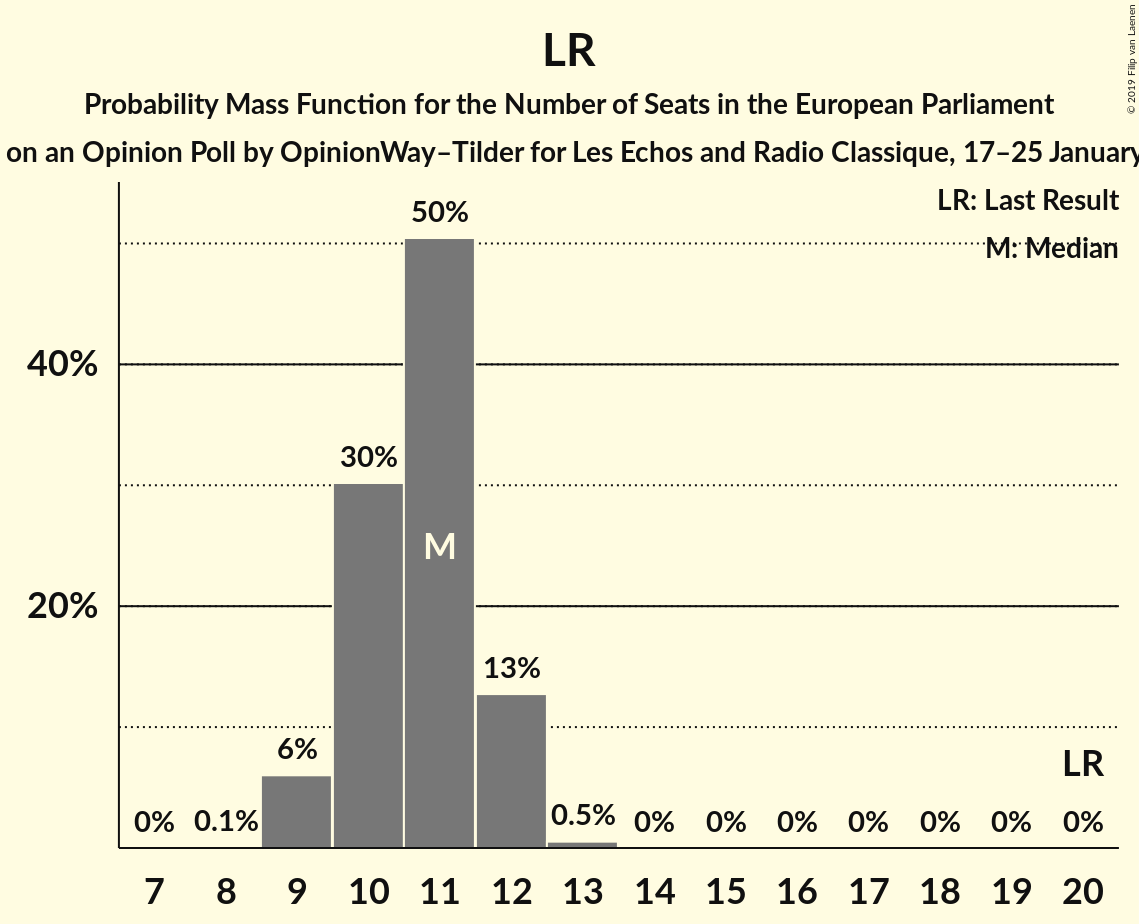 LR
Probability Mass Function for the Number of Seats in the European Parliament
on an Opinion Poll by OpinionWay–Tilder for Les Echos and Radio Classique, 17–25 January
© 2019 Filip van Laenen
LR: Last Result
M: Median
50%
40%
30%
M
20%
13%
6%
LR
0% 0.1% 0.5% 0% 0% 0% 0% 0% 0% 0%
7 8 9 10 11 12 13 14 15 16 17 18 19 20